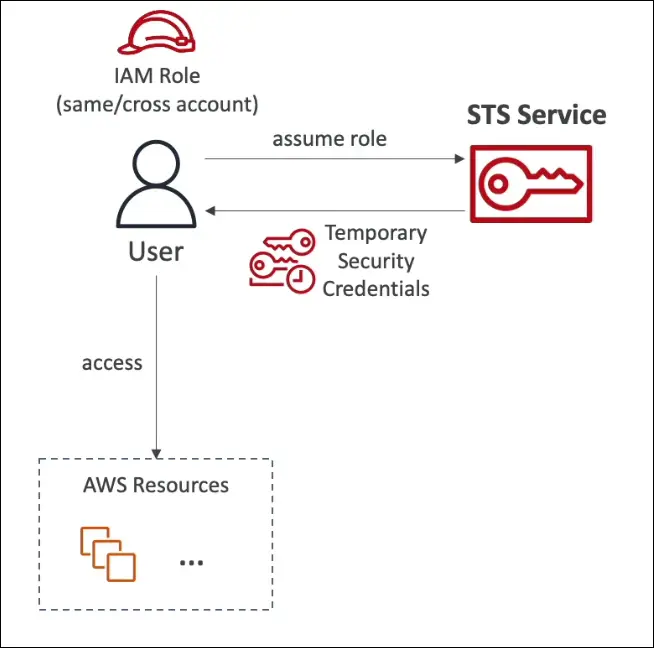 IAM Role
(same/cross account)
STS Service
assume role
User
Temporary
Security
Credentials
access
AWS Resources
...